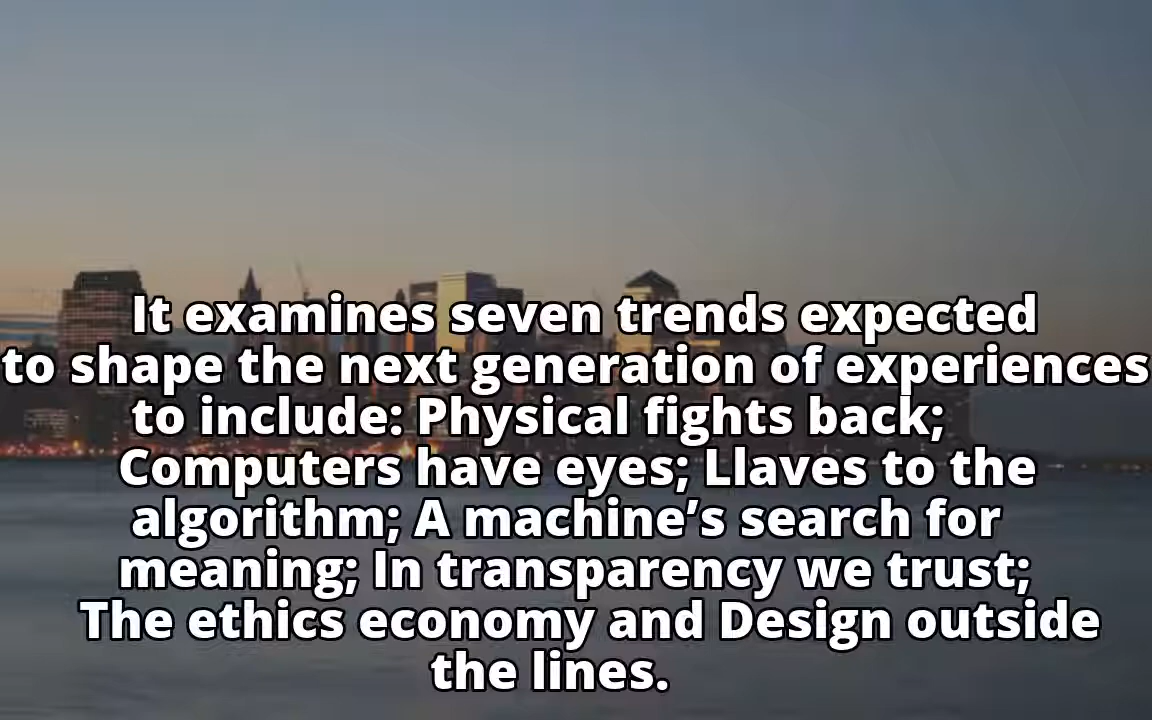 It examines seven trends expected
to shape the next generation of experiences
to include: Physical fights back;
Computers have eyes; Llaves to the
algorithm; A machine’s search for
meaning; In transparency we trust;
The ethics economy and Design outside
the lines.